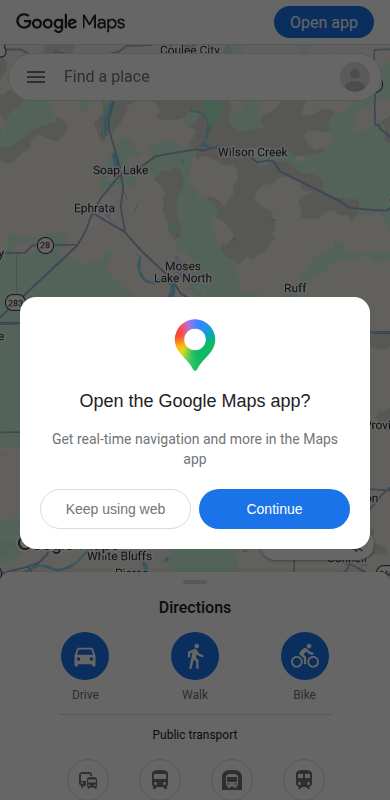 Google Maps
Open app
Coulee City
Find a place
Wilson Creek
Soap Lake
Ephrata
28
Moses
Lake North
Ruff
283
Open the Google Maps app?
Get real-time navigation and more in the Maps
app
Keep using web
Continue
White Bluffs
Directions
Drive
Walk
Bike
Public transport